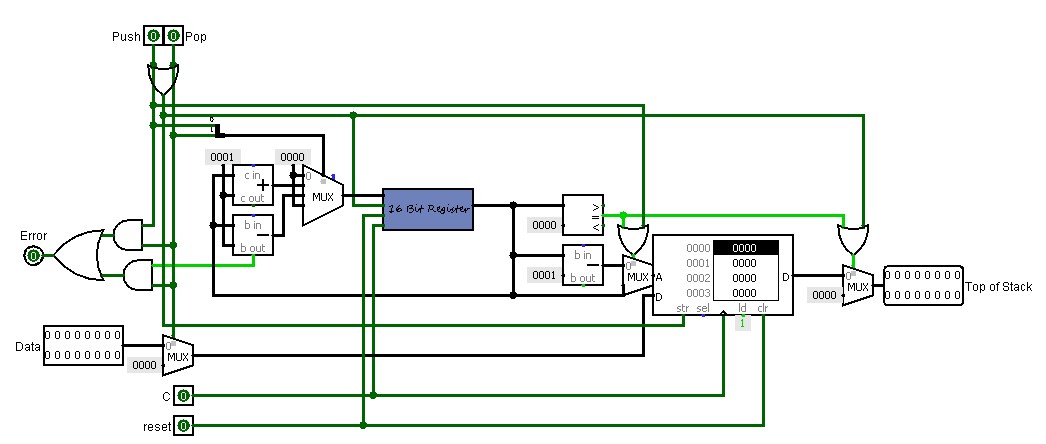 Push 0 0 Pop
0
1
0001 0000
c in
+
c out
0
MUX
b in
−
b out
16 Bit Register
>
=
<
0000
b in
−
b out
0001
0
MUX
A
D
0000 0000
0001 0000
0002 0000
0003 0000
D
str sel ld clr
1
0
MUX
0000
0 0 0 0 0 0 0 0
0 0 0 0 0 0 0 0
Top of Stack
Error
0
Data
0 0 0 0 0 0 0 0
0 0 0 0 0 0 0 0
0
MUX
0000
C 0
reset 0